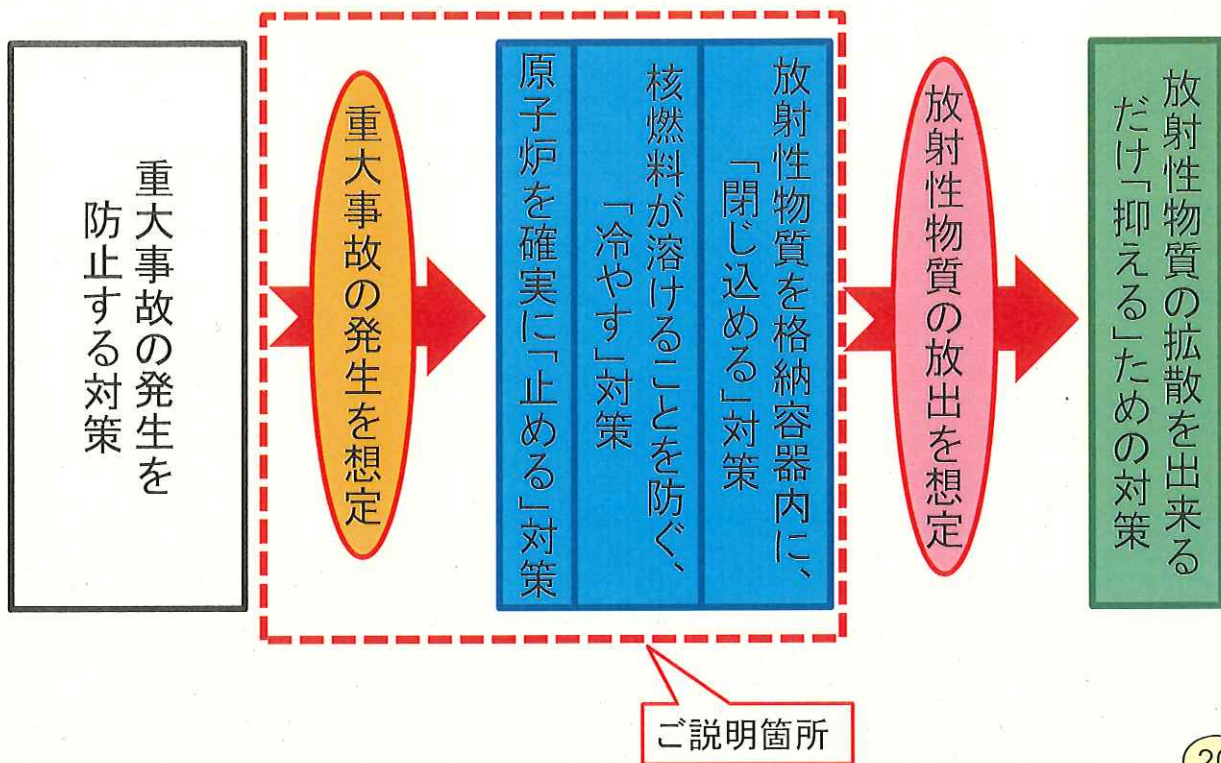 重大事故の発生を
防止する対策
重大事故の発生を想定
放射性物質を格納容器内に、
「閉じ込める」対策
核燃料が溶けることを防ぐ、
「冷やす」対策
原子炉を確実に「止める」対策
放射性物質の放出を想定
放射性物質の拡散を出来る
だけ「抑える」ための対策
ご説明箇所